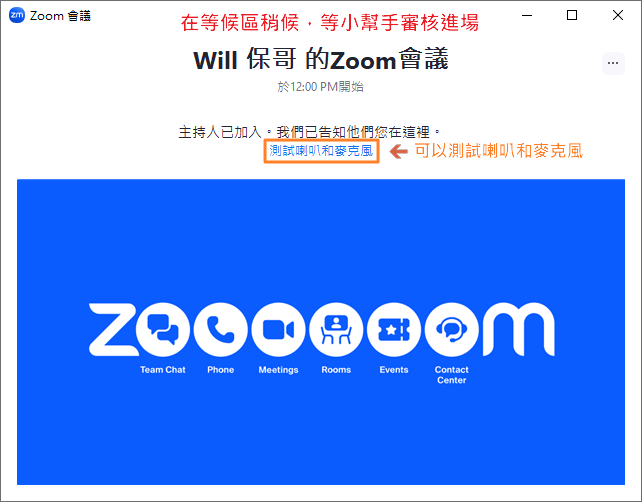 Zoom 會議
在等候區稍候，等小幫手審核進場
Will 保哥 的Zoom會議
於12:00 PM開始
主持人已加入。我們已告知他們您在這裡。
測試喇叭和麥克風
可以測試喇叭和麥克風
zoooooom
Team Chat
Phone
Meetings
Rooms
Events
Contact
Center